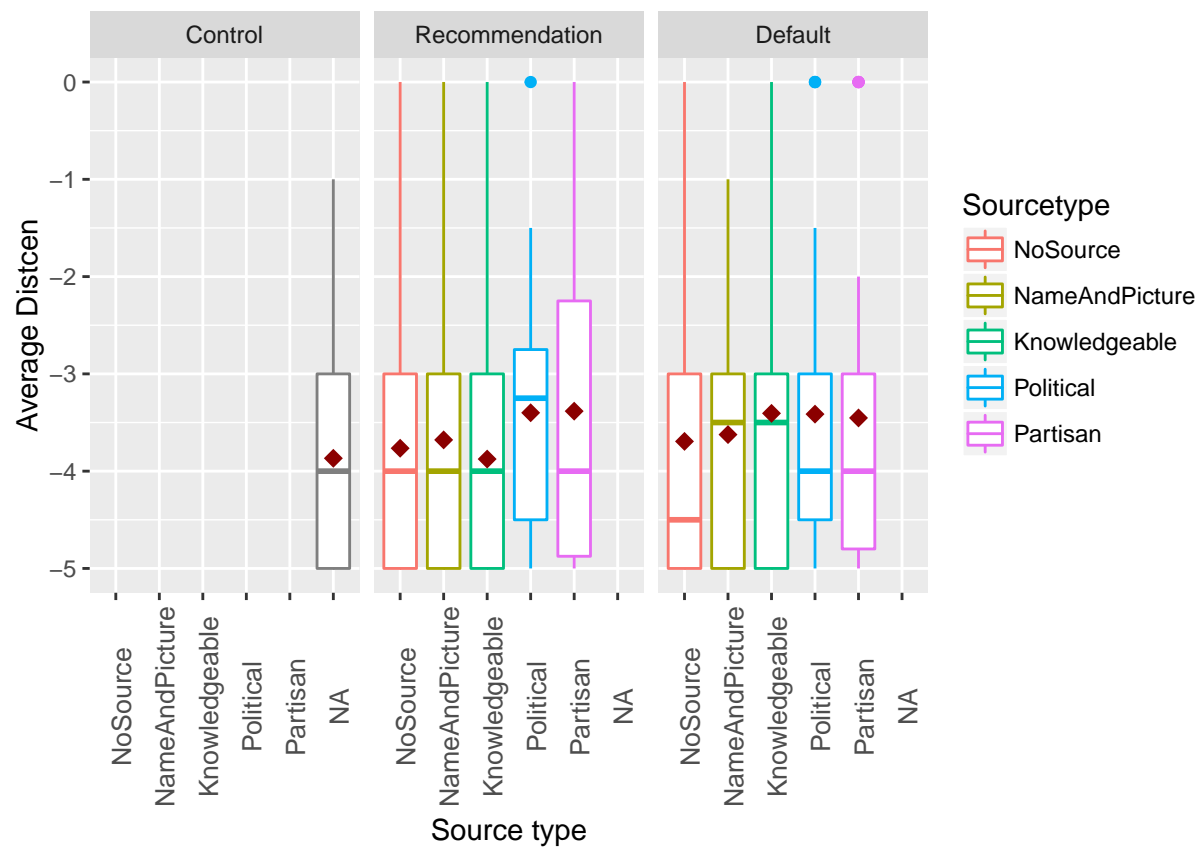 Control
Recommendation
Default
0
−1
−2
−3
−4
−5
Average Distcen
NoSource
NameAndPicture
Knowledgeable
Political
Partisan
NA
NoSource
NameAndPicture
Knowledgeable
Political
Partisan
NA
NoSource
NameAndPicture
Knowledgeable
Political
Partisan
NA
Source type
Sourcetype
NoSource
NameAndPicture
Knowledgeable
Political
Partisan